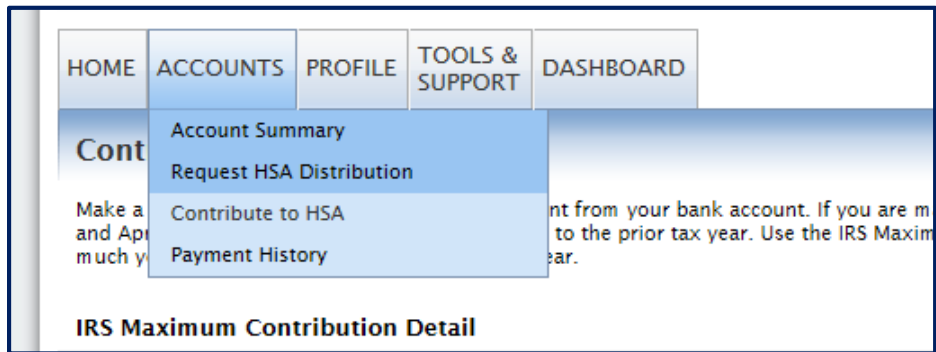 HOME ACCOUNTS PROFILE TOOLS & SUPPORT DASHBOARD
Account Summary
Cont
Request HSA Distribution
Make a
Contribute to HSA
nt from your bank account. If you are m
and Apr
to the prior tax year. Use the IRS Maxim
much y
Payment History
ear.
IRS Maximum Contribution Detail